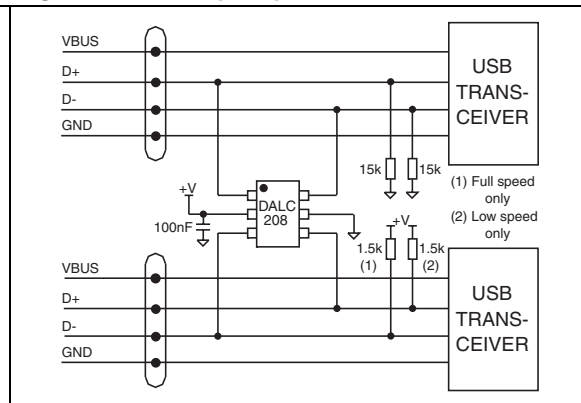 VBUS
D+
D-
GND
USB
TRANS-
CEIVER
15k
15k
(1) Full speed
only
(2) Low speed
only
+V
100nF
DALC
208
+V
1.5k
(1)
1.5k
(2)
VBUS
D+
D-
GND
USB
TRANS-
CEIVER